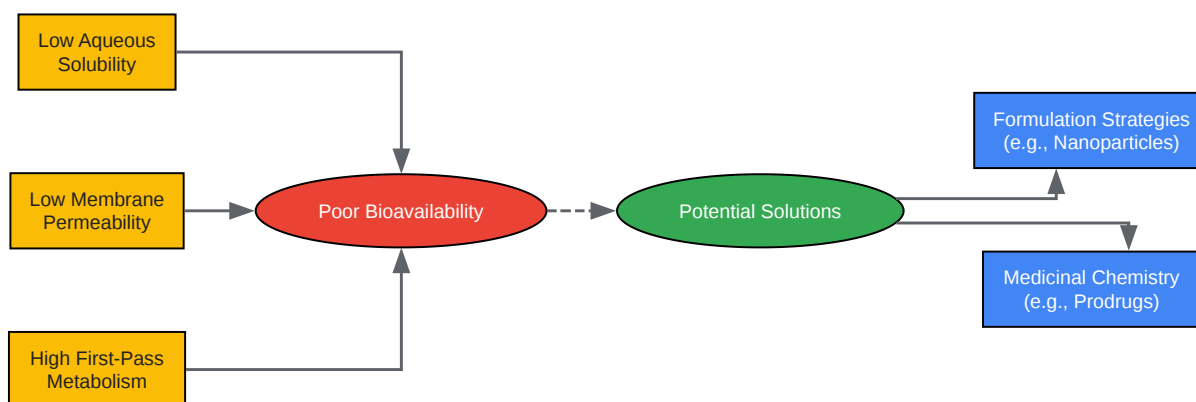 Low Aqueous
Solubility
Low Membrane
Permeability
High First-Pass
Metabolism
Poor Bioavailability
Potential Solutions
Formulation Strategies
(e.g., Nanoparticles)
Medicinal Chemistry
(e.g., Prodrugs)